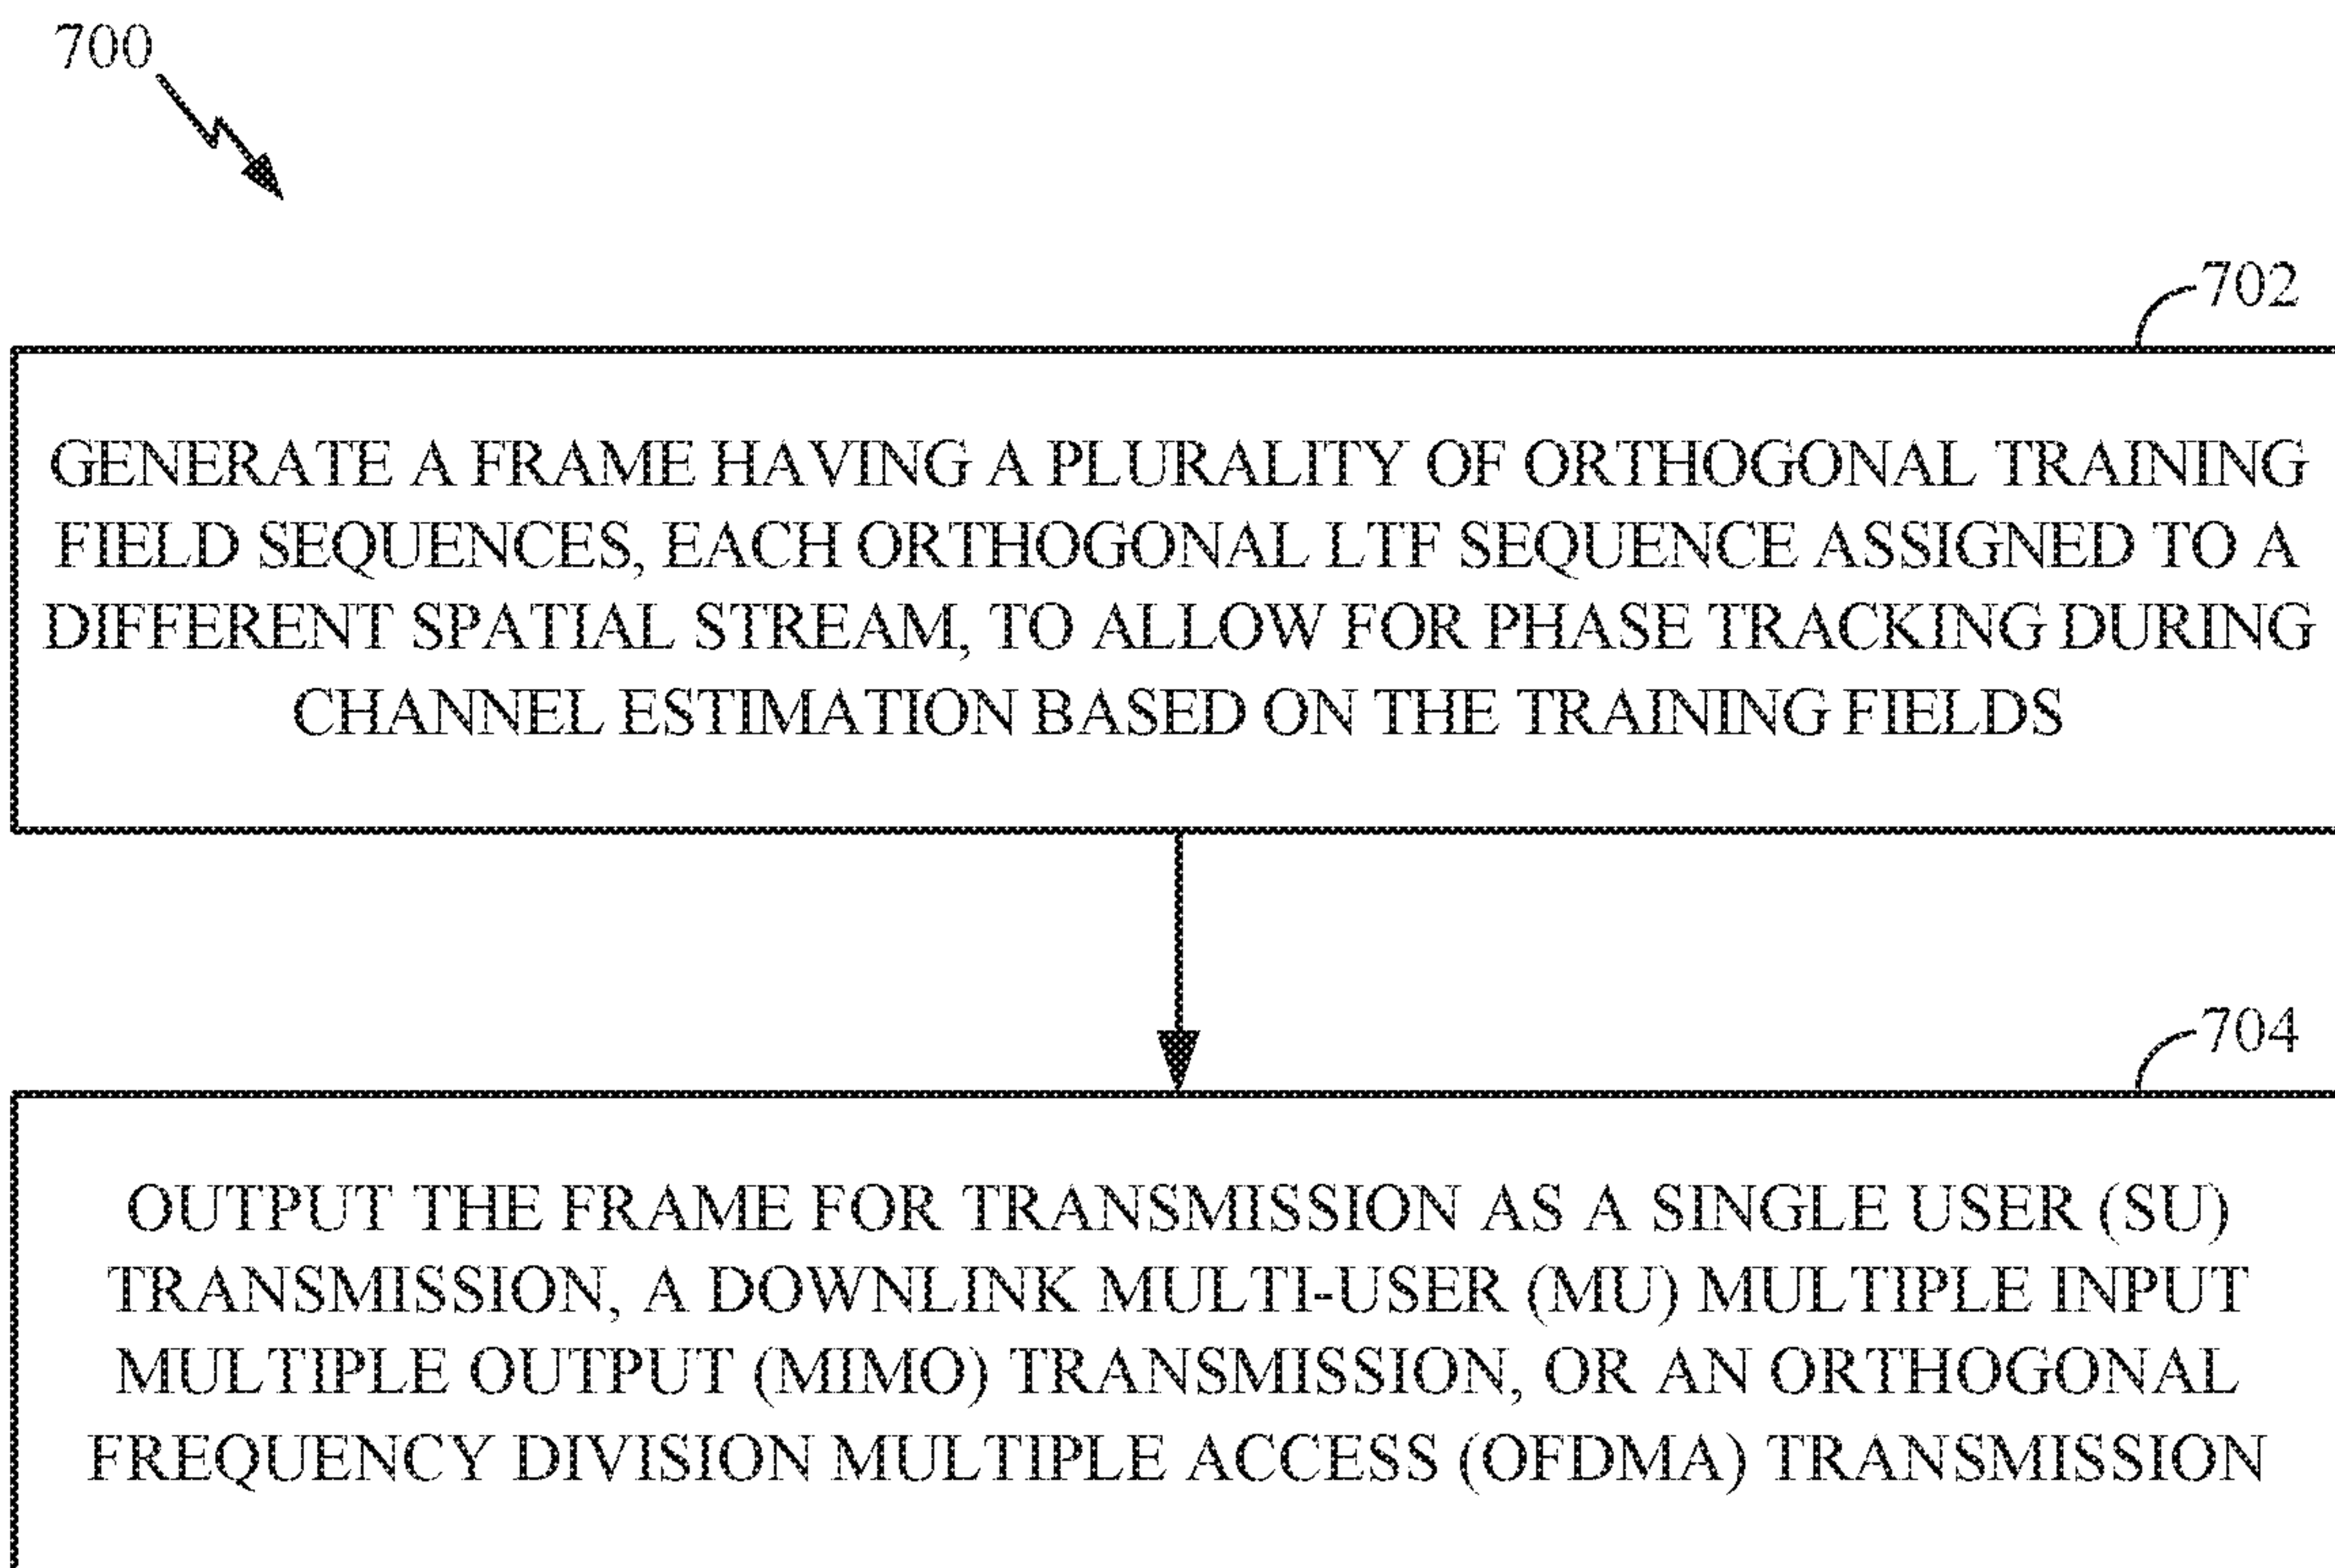 700
702
GENERATE A FRAME HAVING A PLURALITY OF ORTHOGONAL TRAINING
FIELD SEQUENCES, EACH ORTHOGONAL LTF SEQUENCE ASSIGNED TO A
DIFFERENT SPATIAL STREAM, TO ALLOW FOR PHASE TRACKING DURING
CHANNEL ESTIMATION BASED ON THE TRAINING FIELDS
704
OUTPUT THE FRAME FOR TRANSMISSION AS A SINGLE USER (SU)
TRANSMISSION, A DOWNLINK MULTI-USER (MU) MULTIPLE INPUT
MULTIPLE OUTPUT (MIMO) TRANSMISSION, OR AN ORTHOGONAL
FREQUENCY DIVISION MULTIPLE ACCESS (OFDMA) TRANSMISSION